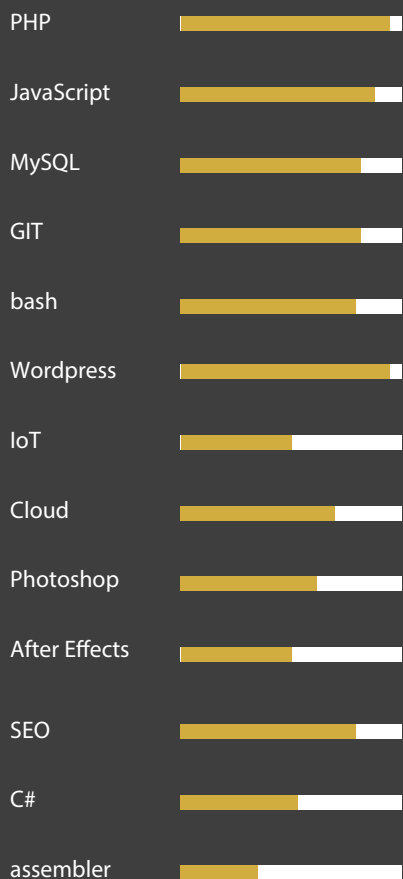 PHP
JavaScript
MySQL
GIT
bash
Wordpress
IoT
Cloud
Photoshop
After Effects
SEO
C#
assembler